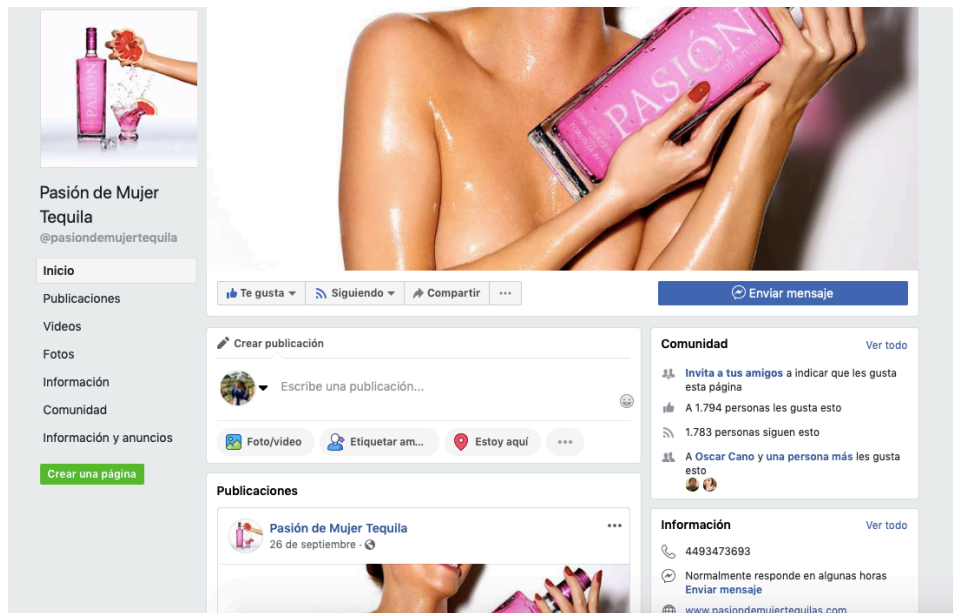 PASIÓN
Pasión de Mujer
Tequila
@pasiondemujertequila
Inicio
Publicaciones
Videos
Fotos
Información
Comunidad
Información y anuncios
Crear una página
PASIÓN
Te gusta
Siguiendo
Compartir
Enviar mensaje
Crear publicación
Escribe una publicación...
Foto/video
Etiquetar am...
Estoy aquí
Publicaciones
Pasión de Mujer Tequila
26 de septiembre ·
Comunidad
Ver todo
Invita a tus amigos a indicar que les gusta
esta página
A 1.794 personas les gusta esto
1.783 personas siguen esto
A Oscar Cano y una persona más les gusta
esto
Información
Ver todo
4493473693
Normalmente responde en algunas horas
Enviar mensaje
www.pasiondemujertequilas.com